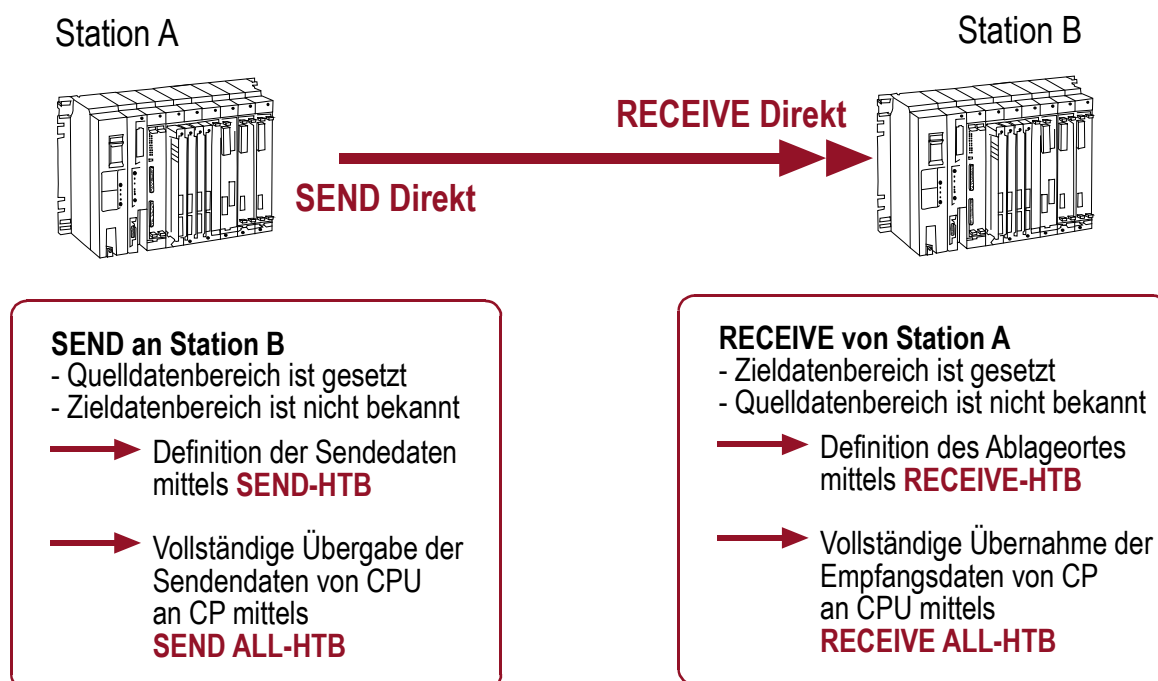 Station A
Station B
RECEIVE Direkt
SEND Direkt
SEND an Station B
- Quelldatenbereich ist gesetzt
- Zieldatenbereich ist nicht bekannt
Definition der Sendedaten
mittels SEND-HTB
Vollständige Übergabe der
Sendendaten von CPU
an CP mittels
SEND ALL-HTB
RECEIVE von Station A
- Zieldatenbereich ist gesetzt
- Quelldatenbereich ist nicht bekannt
Definition des Ablageortes
mittels RECEIVE-HTB
Vollständige Übernahme der
Empfangsdaten von CP
an CPU mittels
RECEIVE ALL-HTB